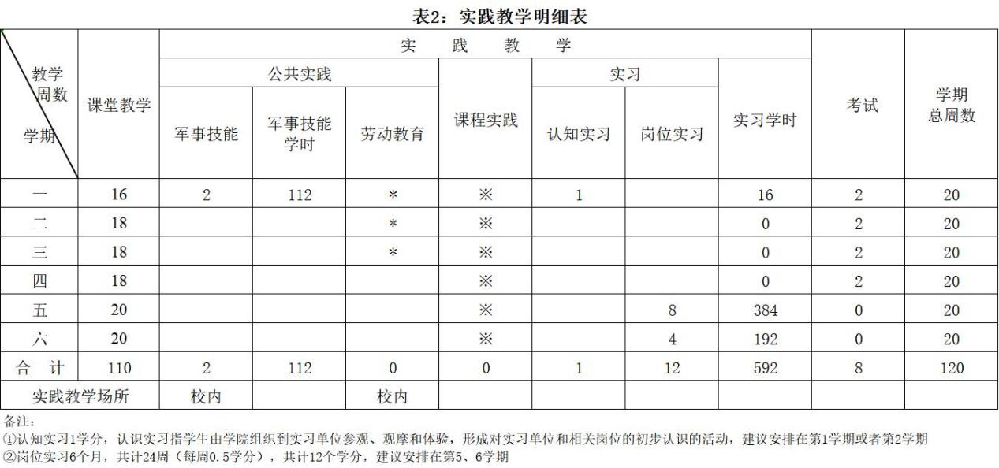 表2：实践教学明细表
教学周数
学期
课堂教学
实 践 教 学
公共实践
军事技能
军事技能学时
劳动教育
课程实践
实习
认知实习
岗位实习
实习学时
考试
学期总周数
一 16 2 112 * ※ 1 16 2 20
二 18 * ※ 0 2 20
三 18 * ※ 0 2 20
四 18 ※ 0 2 20
五 20 ※ 8 384 0 20
六 20 ※ 4 192 0 20
合 计 110 2 112 0 0 1 12 592 8 120
实践教学场所 校内 校内
备注：
①认知实习1学分，认识实习指学生由学院组织到实习单位参观、观摩和体验，形成对实习单位和相关岗位的初步认识的活动，建议安排在第1学期或者第2学期
②岗位实习6个月，共计24周（每周0.5学分），共计12个学分，建议安排在第5、6学期